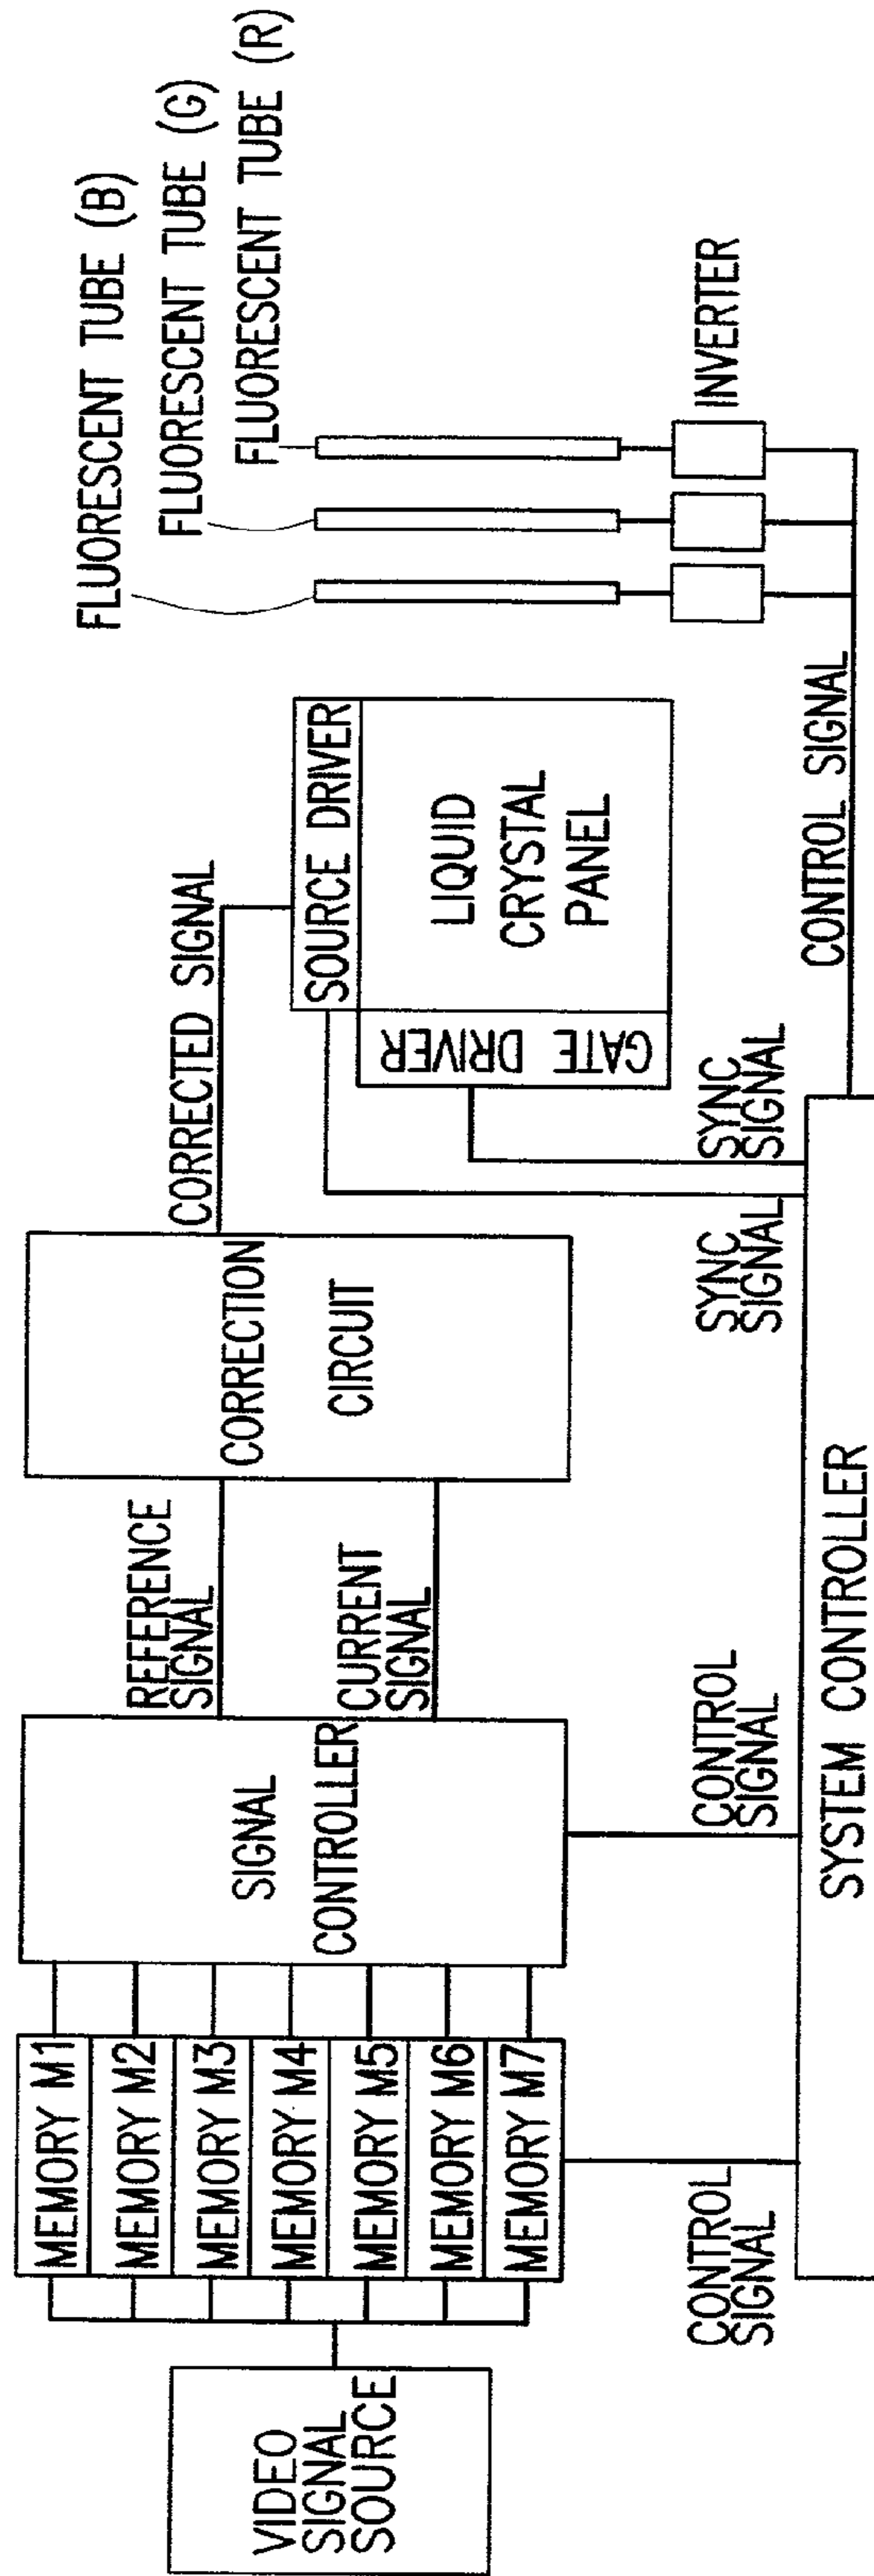 VIDEO
SIGNAL
SOURCE
MEMORY M1
MEMORY M2
MEMORY M3
MEMORY M4
MEMORY M5
MEMORY M6
MEMORY M7
CONTROL
SIGNAL
SIGNAL
CONTROLLER
CONTROL
SIGNAL
REFERENCE
SIGNAL
CURRENT
SIGNAL
CORRECTION
CIRCUIT
CORRECTED SIGNAL
SYNC
SIGNAL
SYNC
SIGNAL
SOURCE DRIVER
GATE DRIVER
LIQUID
CRYSTAL
PANEL
CONTROL SIGNAL
SYSTEM CONTROLLER
FLUORESCENT TUBE (B)
FLUORESCENT TUBE (G)
FLUORESCENT TUBE (R)
INVERTER